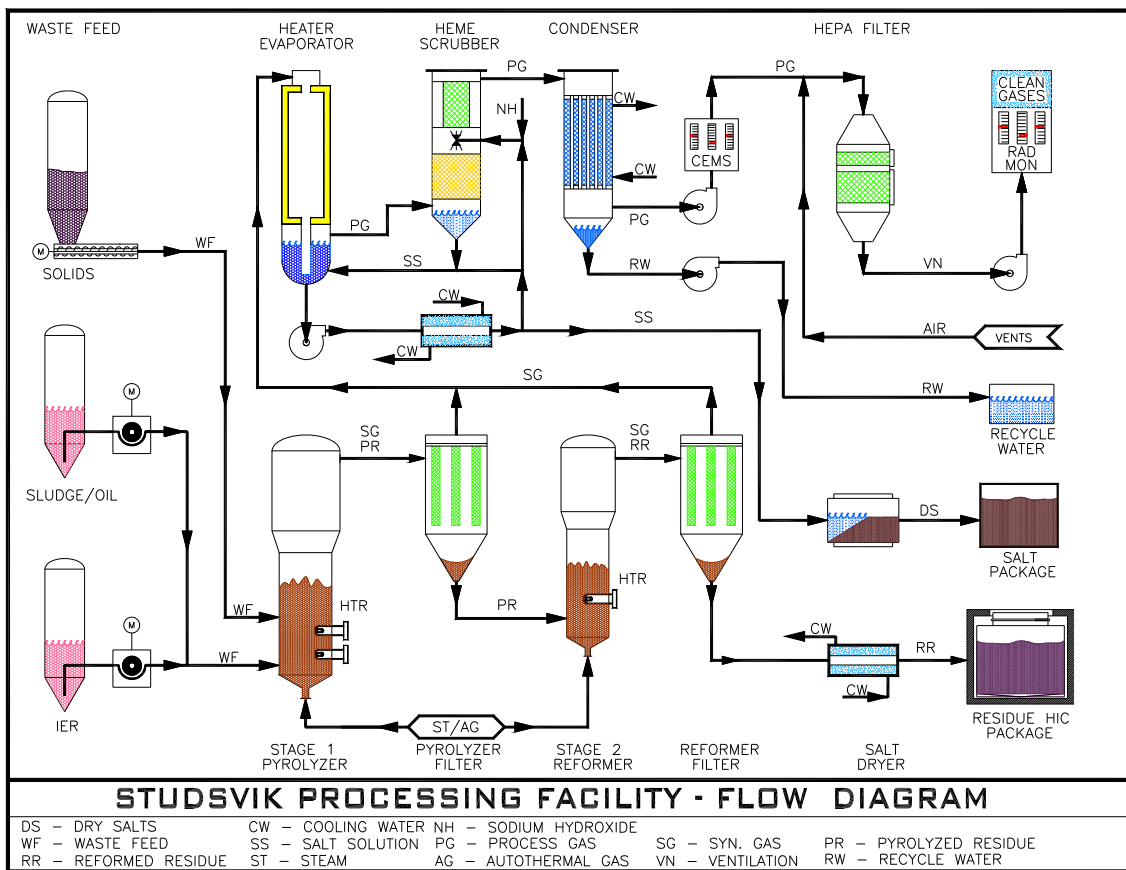 WASTE FEED
HEATER
EVAPORATOR
HEME
SCRUBBER
CONDENSER
HEPA FILTER
PG
PG
CLEAN
GASES
NH
CW
CEMS
RAD
MON
CW
PG
PG
WF
M
SOLIDS
SS
RW
VN
CW
SS
AIR
VENTS
CW
SG
RW
M
RECYCLE
WATER
SG
PR
SG
RR
SLUDGE/OIL
DS
SALT
PACKAGE
HTR
HTR
PR
WF
M
CW
WF
RR
CW
IER
ST/AG
RESIDUE HIC
PACKAGE
STAGE 1
PYROLYZER
PYROLYZER
FILTER
STAGE 2
REFORMER
REFORMER
FILTER
SALT
DRYER
STUDSVIK PROCESSING FACILITY - FLOW DIAGRAM
DS – DRY SALTS CW – COOLING WATER NH – SODIUM HYDROXIDE
WF – WASTE FEED SS – SALT SOLUTION PG – PROCESS GAS SG – SYN. GAS PR – PYROLYZED RESIDUE
RR – REFORMED RESIDUE ST – STEAM AG – AUTOTHERMAL GAS VN – VENTILATION RW – RECYCLE WATER